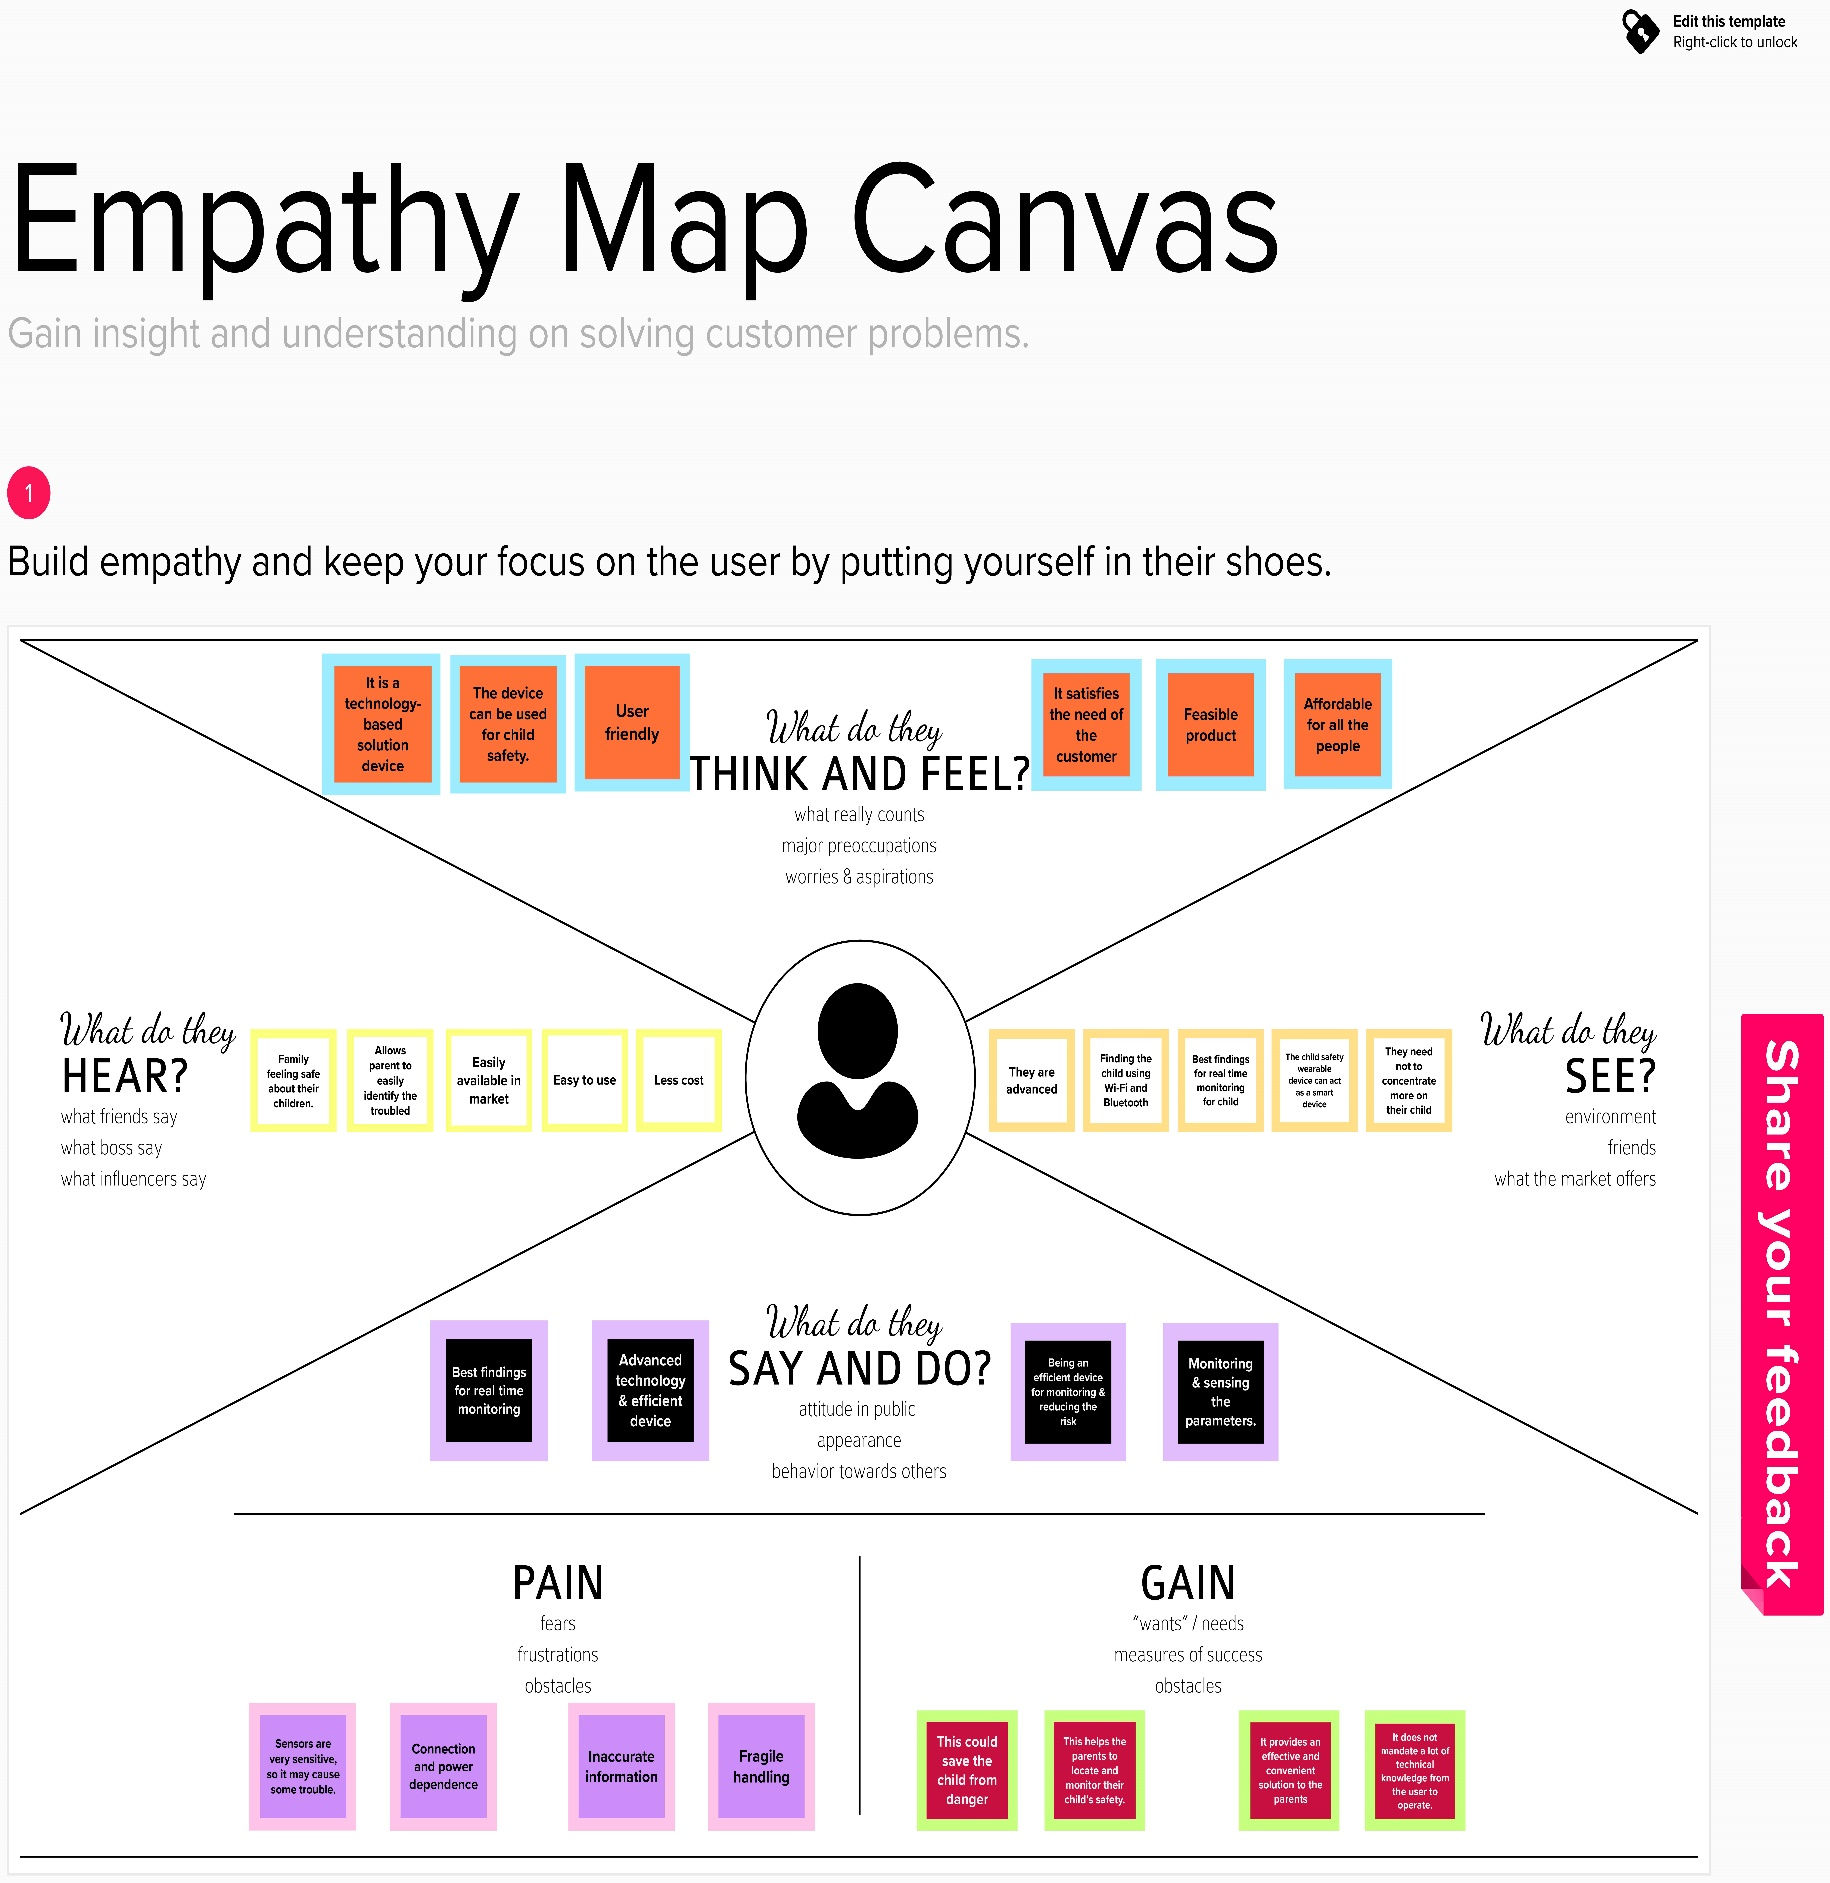 Edit this template
Right-click to unlock
Empathy Map Canvas
Gain insight and understanding on solving customer problems.
1
Build empathy and keep your focus on the user by putting yourself in their shoes.
It is a
technology-
based
solution
device
The device
can be used
for child
safety.
User
friendly
What do they
THINK AND FEEL?
what really counts
major preoccupations
worries & aspirations
It satisfies
the need of
the
customer
Feasible
product
Affordable
for all the
people
What do they
HEAR?
what friends say
what boss say
what influencers say
Family
feeling safe
about their
children.
Allows
parent to
easily
identify the
troubled
Easily
available in
market
Easy to use
Less cost
They are
advanced
Finding the
child using
Wi-Fi and
Bluetooth
Best findings
for real time
monitoring
for child
The child safety
wearable
device can act
as a smart
device
They need
not to
concentrate
more on
their child
What do they
SEE?
environment
friends
what the market offers
Share your feedback
Best findings
for real time
monitoring
Advanced
technology
& efficient
device
What do they
SAY AND DO?
attitude in public
appearance
behavior towards others
Being an
efficient device
for monitoring &
reducing the
risk
Monitoring
& sensing
the
parameters.
PAIN
fears
frustrations
obstacles
Sensors are
very sensitive,
so it may cause
some trouble.
Connection
and power
dependence
Inaccurate
information
Fragile
handling
GAIN
"wants" / needs
measures of success
obstacles
This could
save the
child from
danger
This helps the
parents to
locate and
monitor their
child's safety.
It provides an
effective and
convenient
solution to the
parents
It does not
mandate a lot of
technical
knowledge from
the user to
operate.